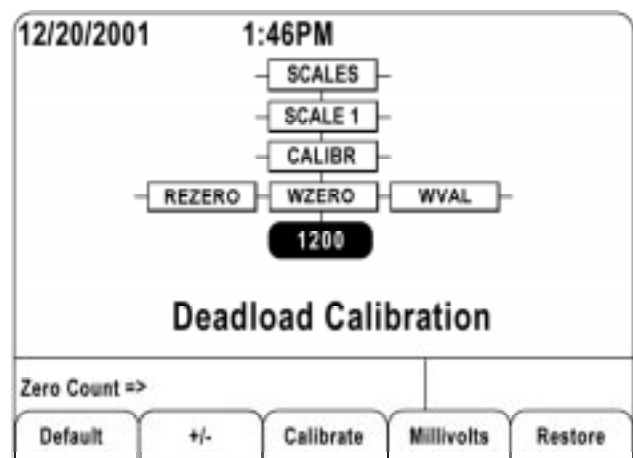 12/20/2001 1:46PM
SCALES
SCALE 1
CALIBR
REZERO WZERO WVAL
1200
Deadload Calibration
Zero Count =>
Default +/- Calibrate Millivolts Restore